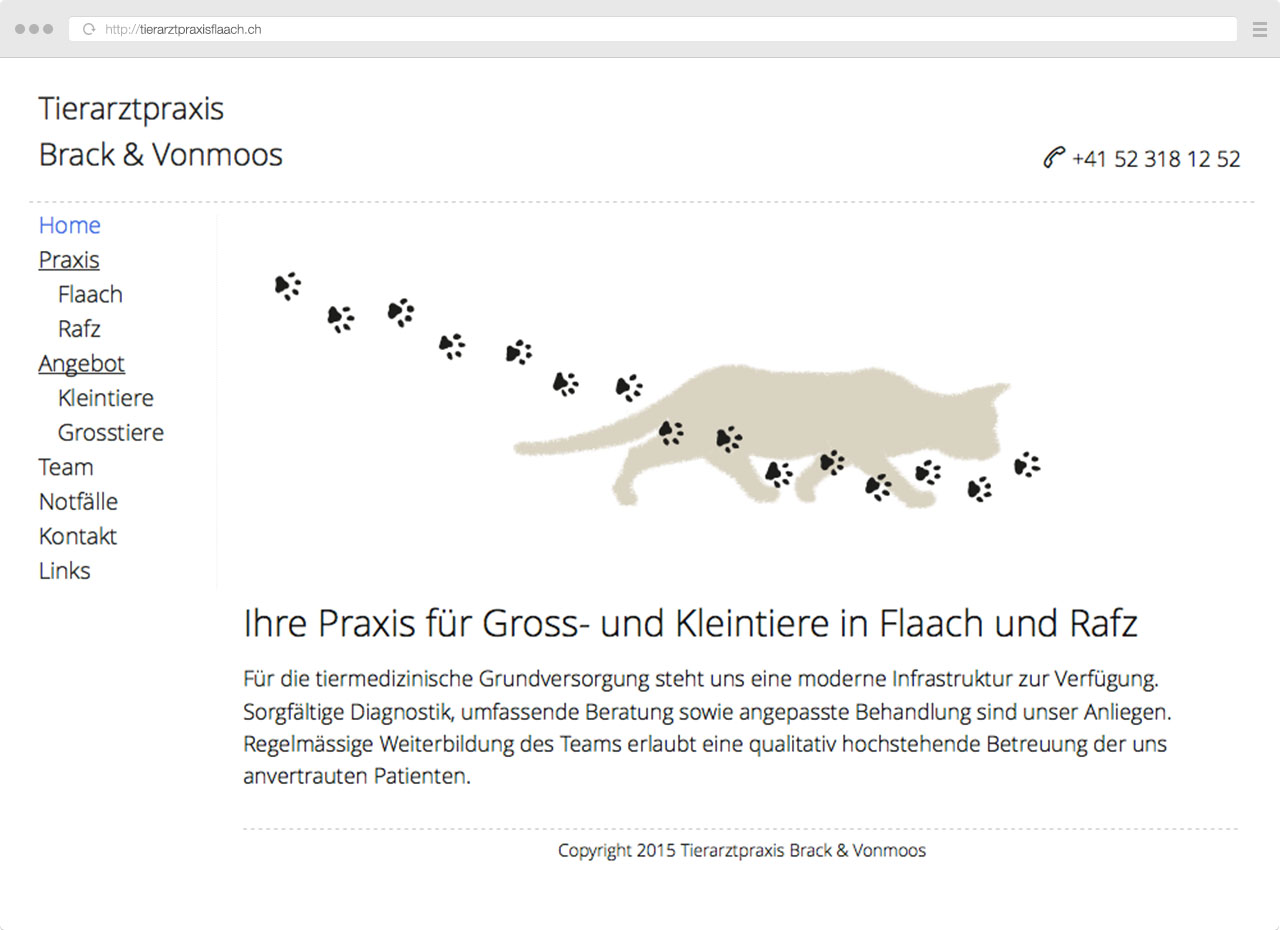 http://tierarztpraxisflaach.ch
Tierarztpraxis
Brack & Vonmoos
+41 52 318 12 52
Home
Praxis
Flaach
Rafz
Angebot
Kleintiere
Grosstiere
Team
Notfälle
Kontakt
Links
Ihre Praxis für Gross- und Kleintiere in Flaach und Rafz
Für die tiermedizinische Grundversorgung steht uns eine moderne Infrastruktur zur Verfügung.
Sorgfältige Diagnostik, umfassende Beratung sowie angepasste Behandlung sind unser Anliegen.
Regelmässige Weiterbildung des Teams erlaubt eine qualitativ hochstehende Betreuung der uns
anvertrauten Patienten.
Copyright 2015 Tierarztpraxis Brack & Vonmoos